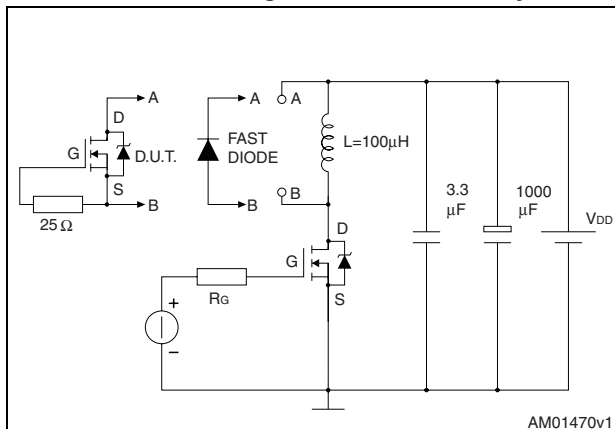 A
A
A
D
FAST
DIODE
L=100μH
G
D.U.T.
S
B
B
B
3.3
μF
1000
μF
VDD
25 Ω
D
G
RG
S
+
−
AM01470v1